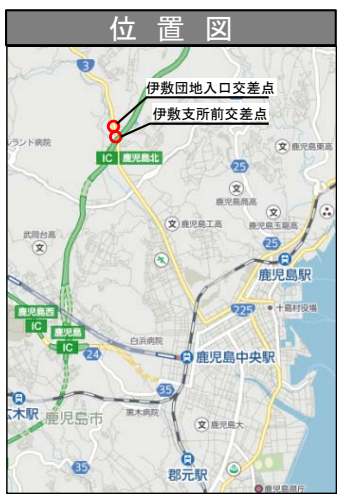 位置図
3
伊敷団地入口交差点
伊敷支所前交差点
ルランド病院
IC 鹿児島北
鹿児島東高
25
鹿児島商高
武岡台高
鹿児島工高
鹿児島玉龍高
25
鹿児島駅
鹿児島西
IC
鹿児島
IC
225
十島村役場
24
白浜病院
鹿児島中央駅
35
木駅
鹿児島市
黒木病院
鹿児島大
35
郡元駅
鹿児島県庁